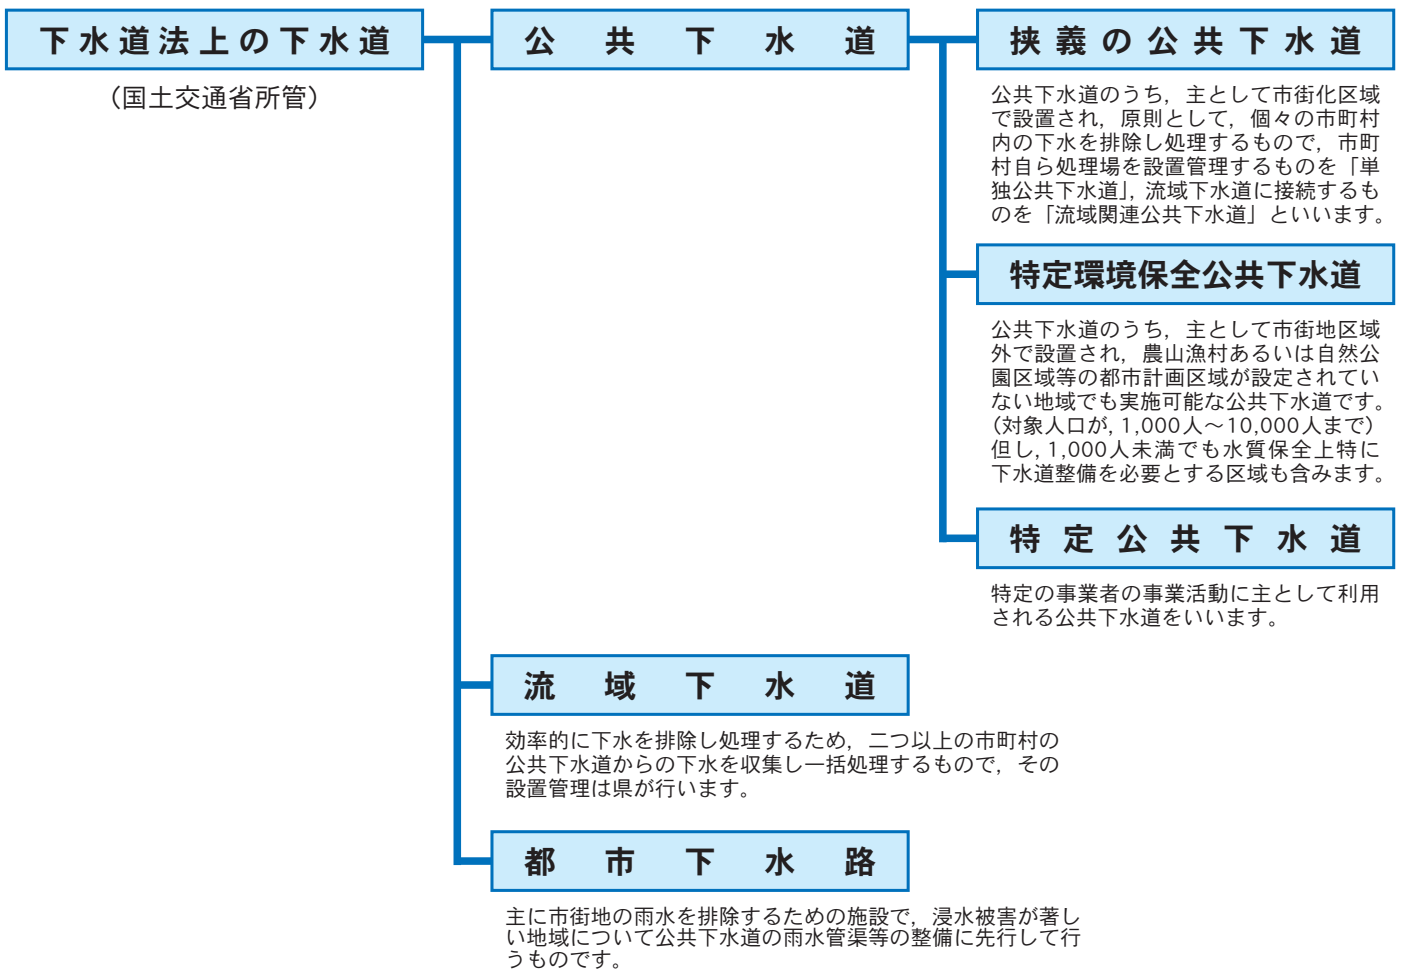 下水道法上の下水道
（国土交通省所管）
公共下水道
狭義の公共下水道
公共下水道のうち，主として市街化区域
で設置され，原則として，個々の市町村
内の下水を排除し処理するもので，市町
村自ら処理場を設置管理するものを「単
独公共下水道」，流域下水道に接続するも
のを「流域関連公共下水道」といいます。
特定環境保全公共下水道
公共下水道のうち，主として市街地区域
外で設置され，農山漁村あるいは自然公
園区域等の都市計画区域が設定されてい
ない地域でも実施可能な公共下水道です。
（対象人口が，1,000人～10,000人まで）
但し，1,000人未満でも水質保全上特に
下水道整備を必要とする区域も含みます。
特定公共下水道
特定の事業者の事業活動に主として利用
される公共下水道をいいます。
流域下水道
効率的に下水を排除し処理するため，二つ以上の市町村の
公共下水道からの下水を収集し一括処理するもので，その
設置管理は県が行います。
都市下水路
主に市街地の雨水を排除するための施設で，浸水被害が著し
い地域について公共下水道の雨水管渠等の整備に先行して行
うものです。